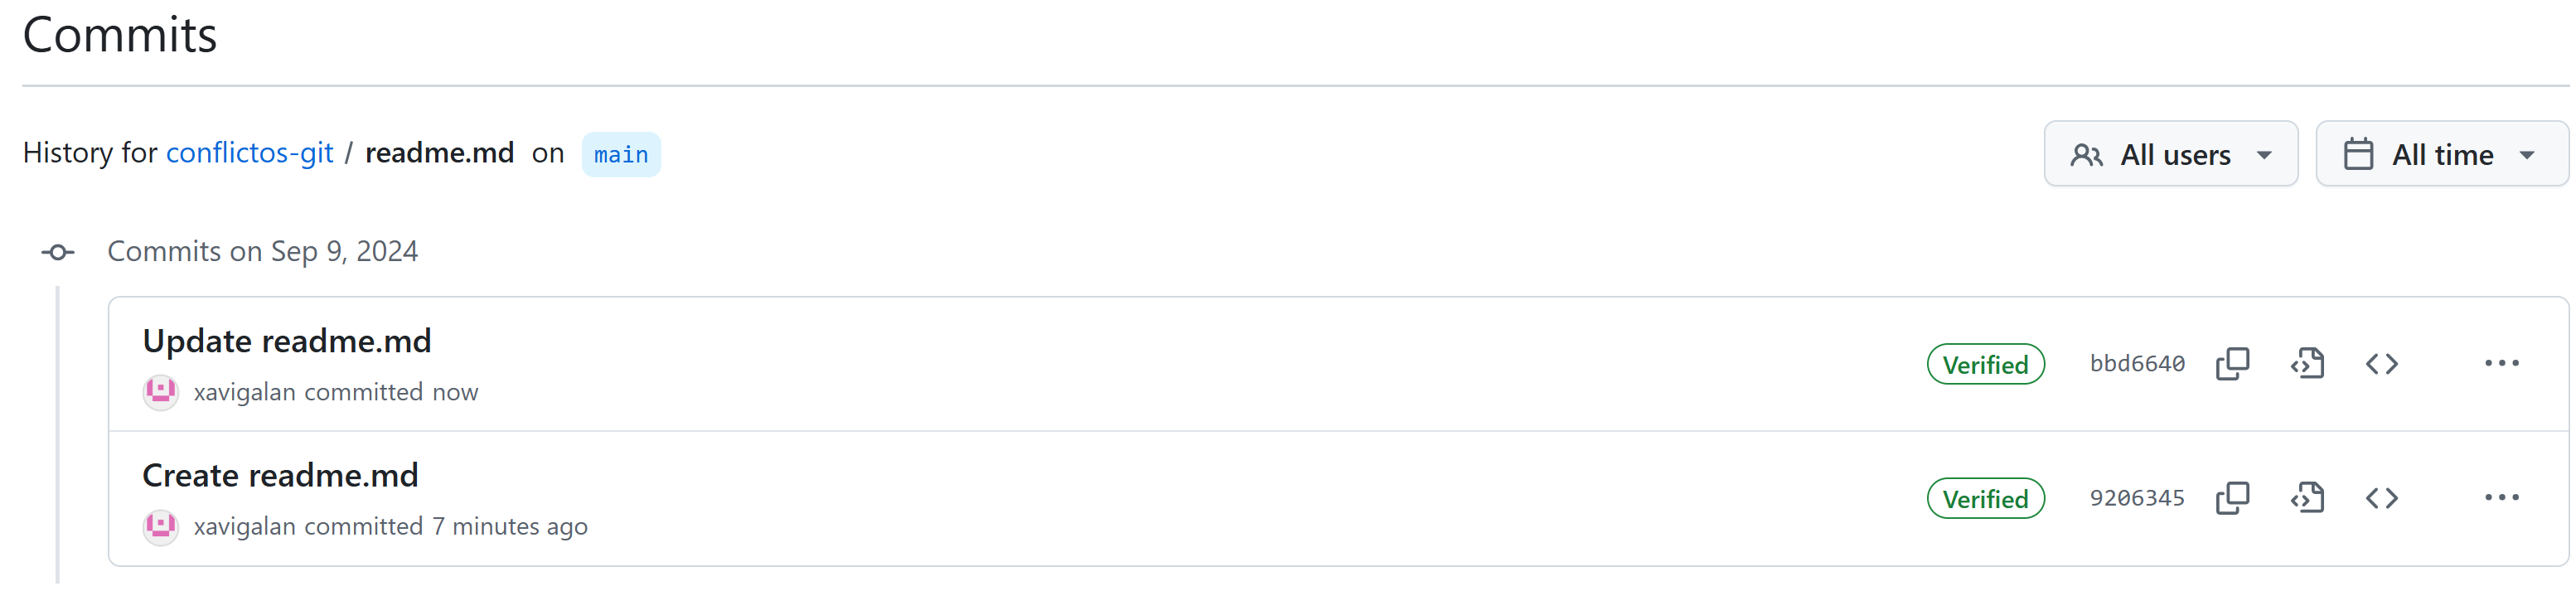 Commits
History for conflictos-git / readme.md on main
All users
All time
Commits on Sep 9, 2024
Update readme.md
xavigalan committed now
Verified
bbd6640
Create readme.md
xavigalan committed 7 minutes ago
Verified
9206345